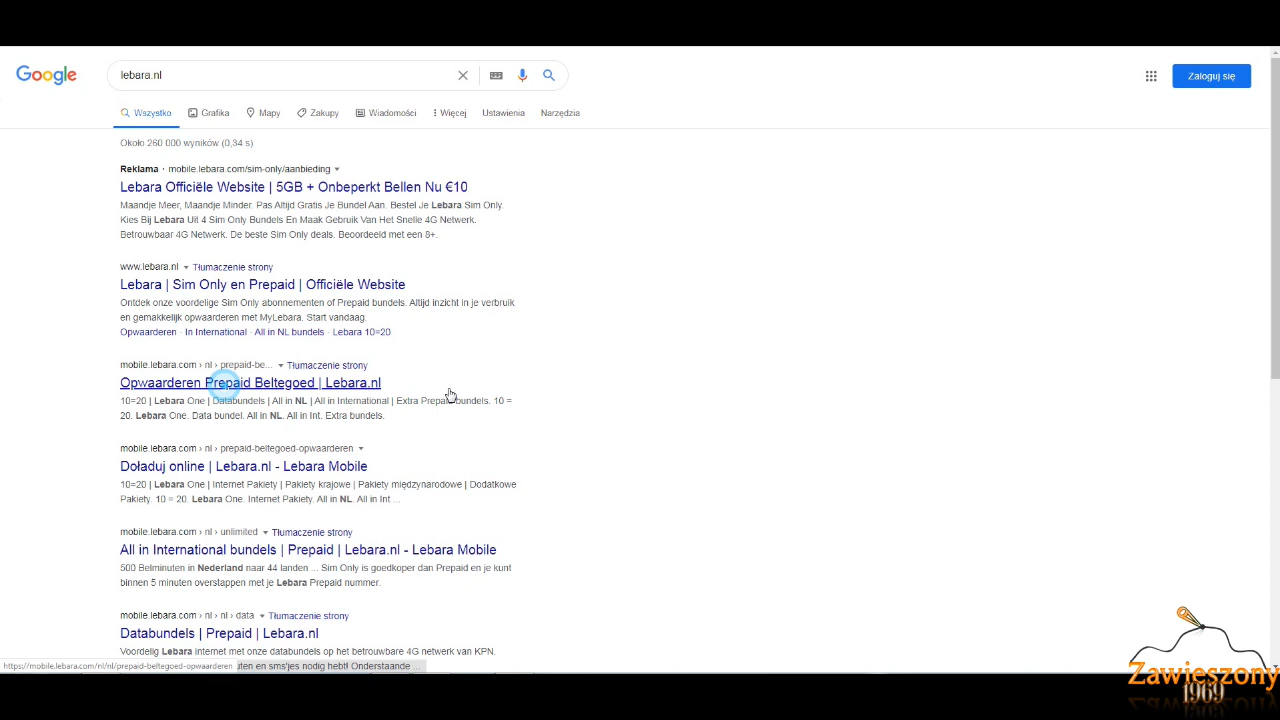 Google
lebara.nl
Zaloguj się
Wszystko Grafika Mapy Zakupy Wiadomości Więcej Ustawienia Narzędzia
Około 260 000 wyników (0,34 s)
Reklama · mobile.lebara.com/sim-only/aanbieding
Lebara Officiële Website | 5GB + Onbeperkt Bellen Nu €10
Maandje Meer, Maandje Minder. Pas Altijd Gratis Je Bundel Aan. Bestel Je Lebara Sim Only.
Kies Bij Lebara Uit 4 Sim Only Bundels En Maak Gebruik Van Het Snelle 4G Netwerk.
Betrouwbaar 4G Netwerk. De beste Sim Only deals. Beoordeeld met een 8+.
www.lebara.nl Tłumaczenie strony
Lebara | Sim Only en Prepaid | Officiële Website
Ontdek onze voordelige Sim Only abonnementen of Prepaid bundels. Altijd inzicht in je verbruik
en gemakkelijk opwaarderen met MyLebara. Start vandaag.
Opwaarderen · In International · All in NL bundels · Lebara 10=20
mobile.lebara.com › nl › prepaid-be... Tłumaczenie strony
Opwaarderen Prepaid Beltegoed | Lebara.nl
10=20 | Lebara One | Databundels | All in NL | All in International | Extra Prepaid bundels. 10 =
20. Lebara One. Data bundel. All in NL. All in Int. Extra bundels.
mobile.lebara.com › nl › prepaid-beltegoed-opwaarderen
Doładuj online | Lebara.nl - Lebara Mobile
10=20 | Lebara One | Internet Pakiety | Pakiety krajowe | Pakiety międzynarodowe | Dodatkowe
Pakiety. 10 = 20. Lebara One. Internet Pakiety. All in NL. All in Int ...
mobile.lebara.com › nl › unlimited Tłumaczenie strony
All in International bundels | Prepaid | Lebara.nl - Lebara Mobile
500 Belminuten in Nederland naar 44 landen ... Sim Only is goedkoper dan Prepaid en je kunt
binnen 5 minuten overstappen met je Lebara Prepaid nummer.
mobile.lebara.com › nl › nl › data Tłumaczenie strony
Databundels | Prepaid | Lebara.nl
Voordelig Lebara internet met onze databundels op het betrouwbare 4G netwerk van KPN.
https://mobile.lebara.com/nl/nl/prepaid-beltegoed-opwaarderen uten en sms'jes nodig hebt! Onderstaande ...
Zawieszony
1969